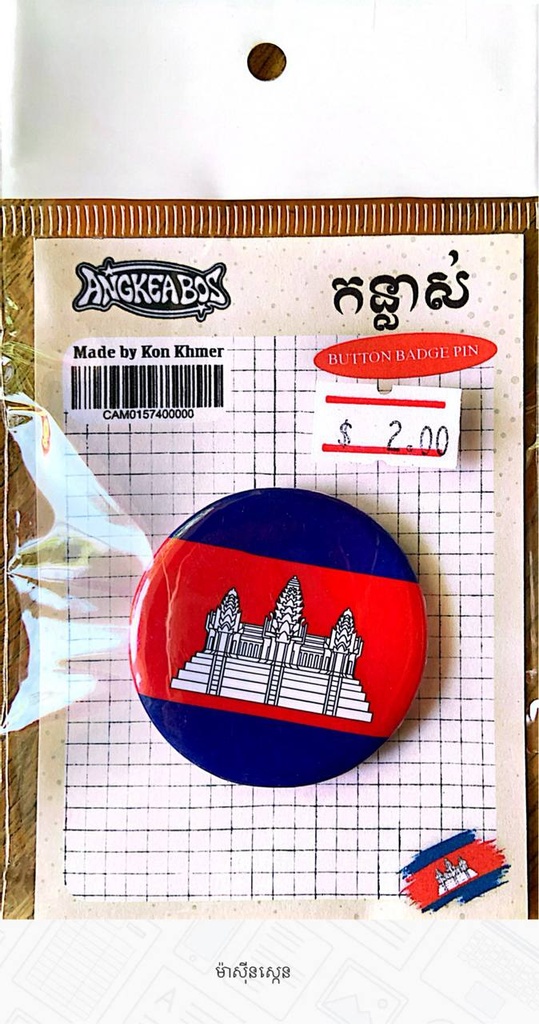 ANGKEABOS
កន្ទាស់
Made by Kon Khmer
BUTTON BADGE PIN
CAM0157400000
$ 2.00
ម៉ាស៊ីនស្កេន